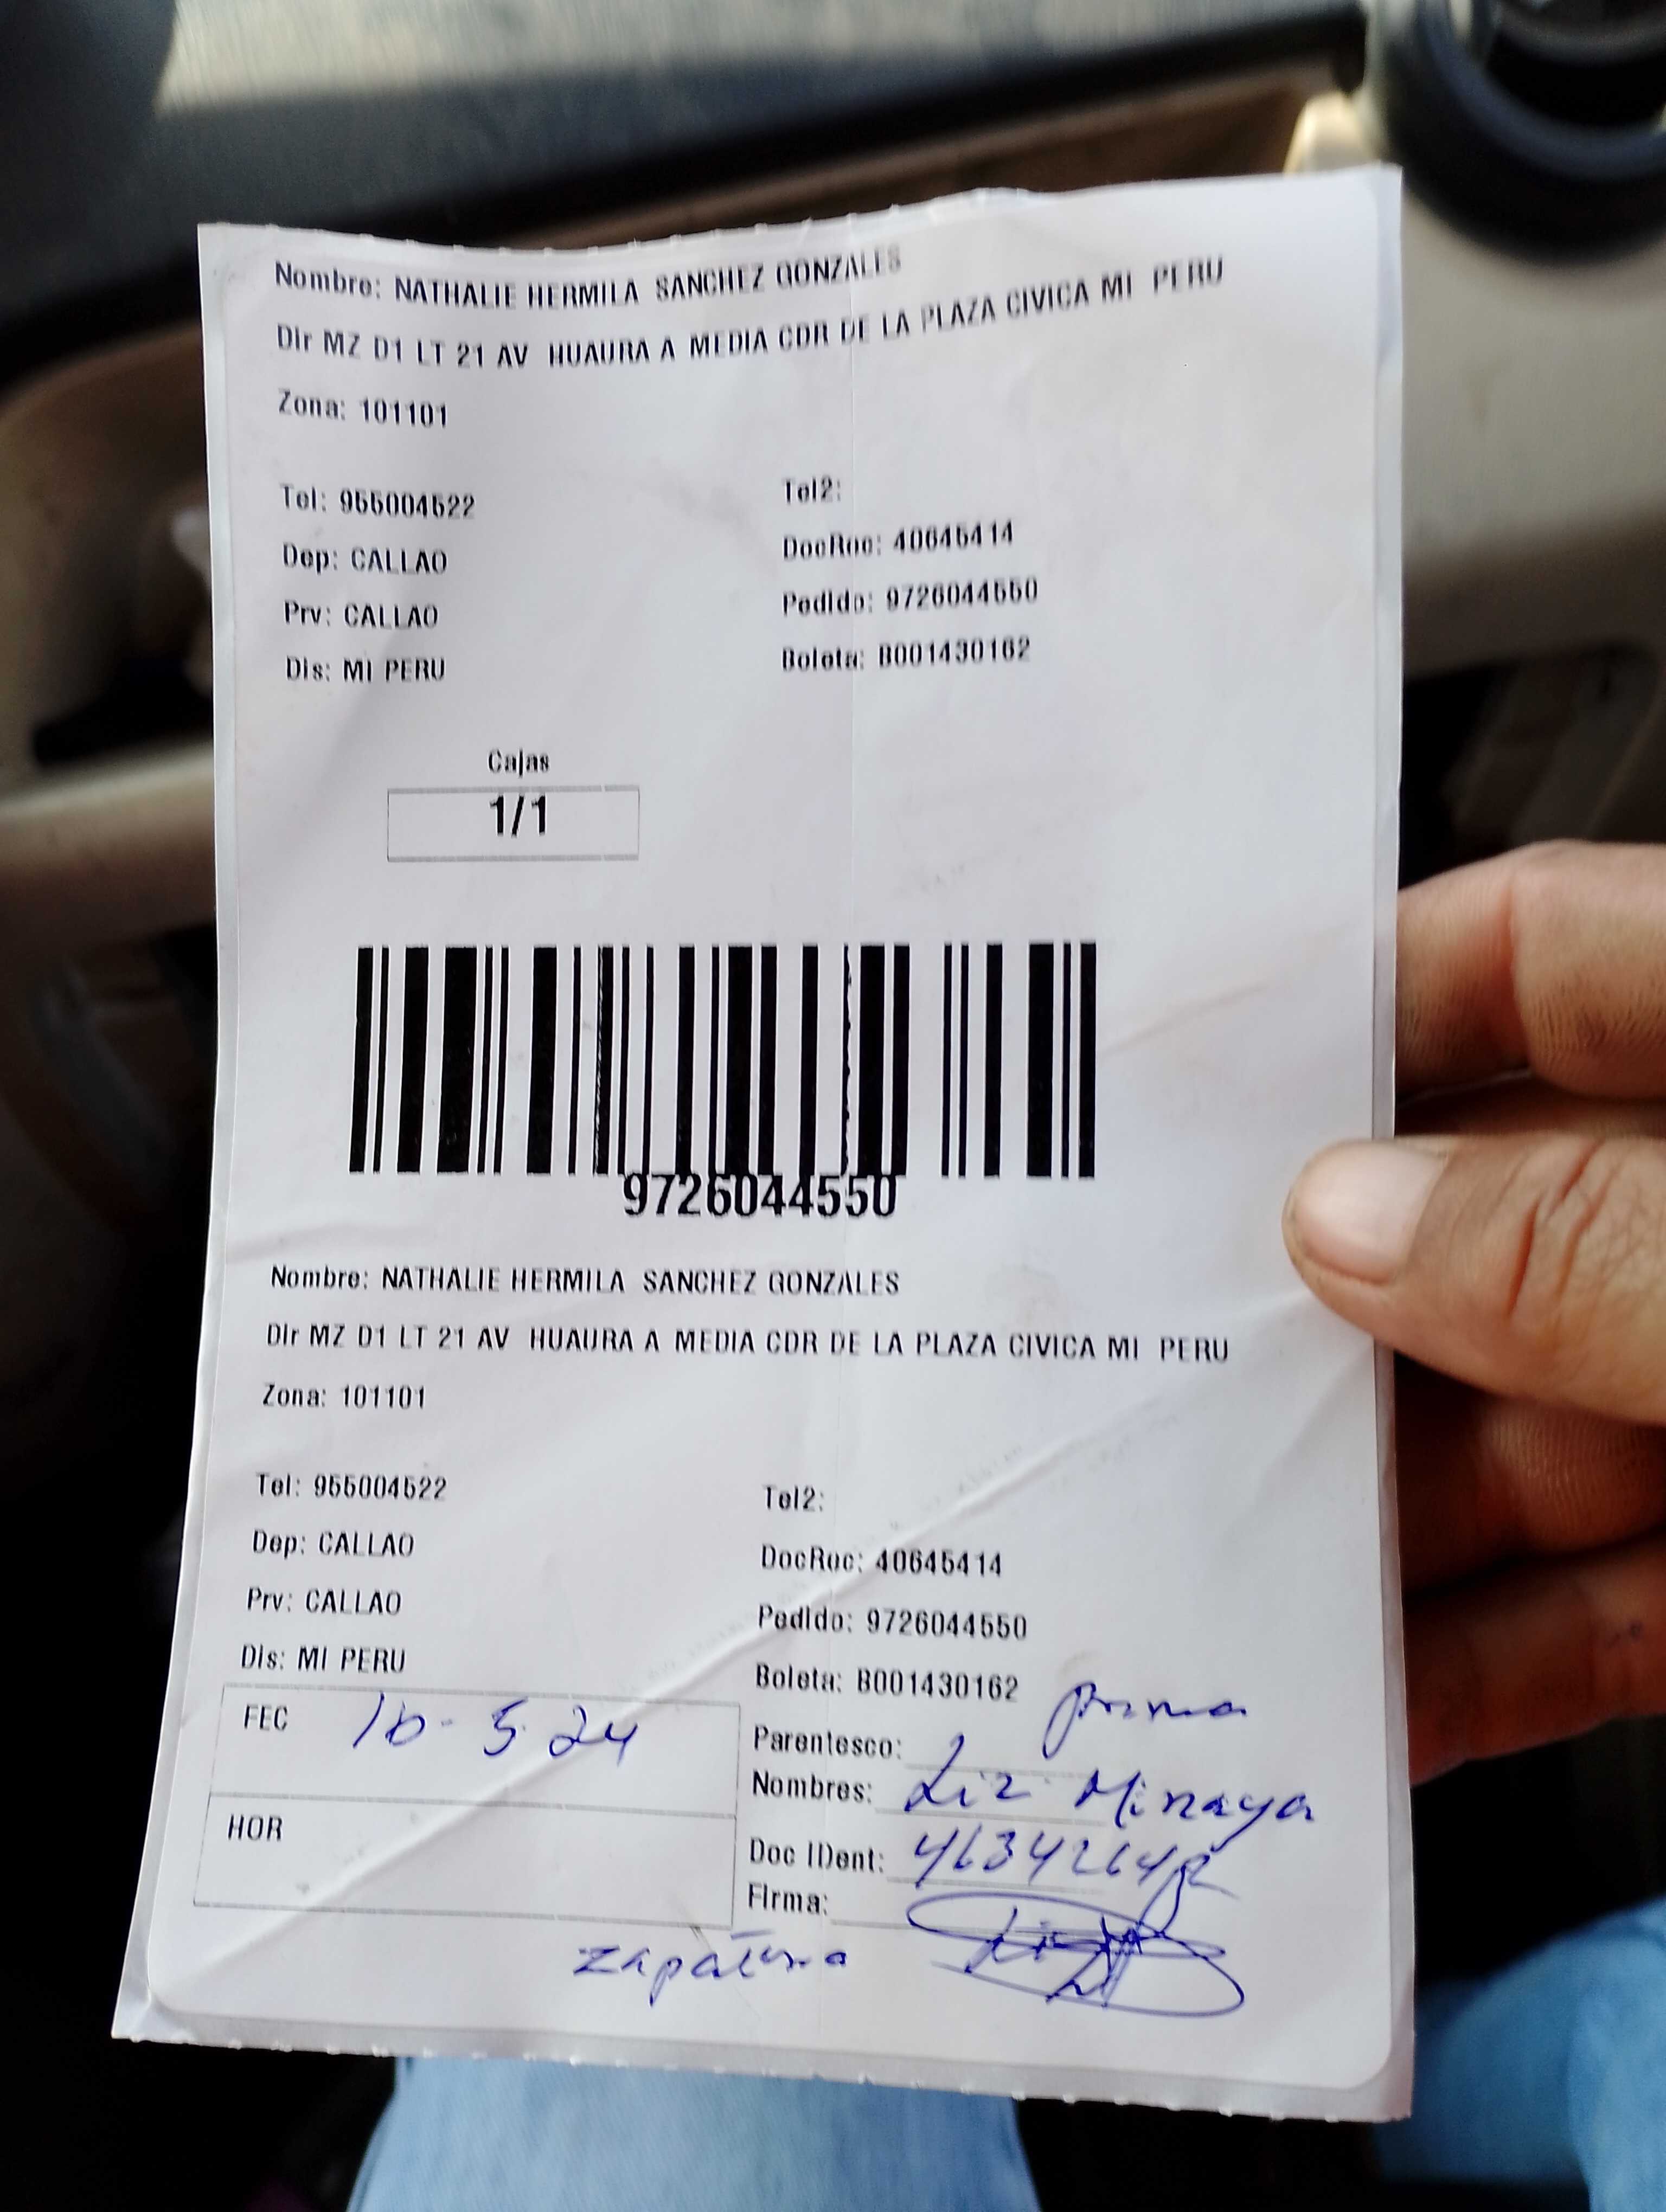 Nombre: NATHALIE HERMILA SANCHEZ GONZALES
Dir MZ D1 LT 21 AV HUAURA A MEDIA CDR DE LA PLAZA CIVICA MI PERU
Zona: 101101
Tel: 955004522 Tel2:
Dep: CALLAO DocRec: 40645414
Prv: CALLAO Pedido: 9726044550
Dis: MI PERU Boleta: B001430162
Cajas
1/1
9726044550
Nombre: NATHALIE HERMILA SANCHEZ GONZALES
Dir MZ D1 LT 21 AV HUAURA A MEDIA CDR DE LA PLAZA CIVICA MI PERU
Zona: 101101
Tel: 955004522 Tel2:
Dep: CALLAO DocRec: 40645414
Prv: CALLAO Pedido: 9726044550
Dis: MI PERU Boleta: B001430162
FEC
Parentesco: prima
Nombres: Liz Minaya
HOR
Doc IDent:
Firma: